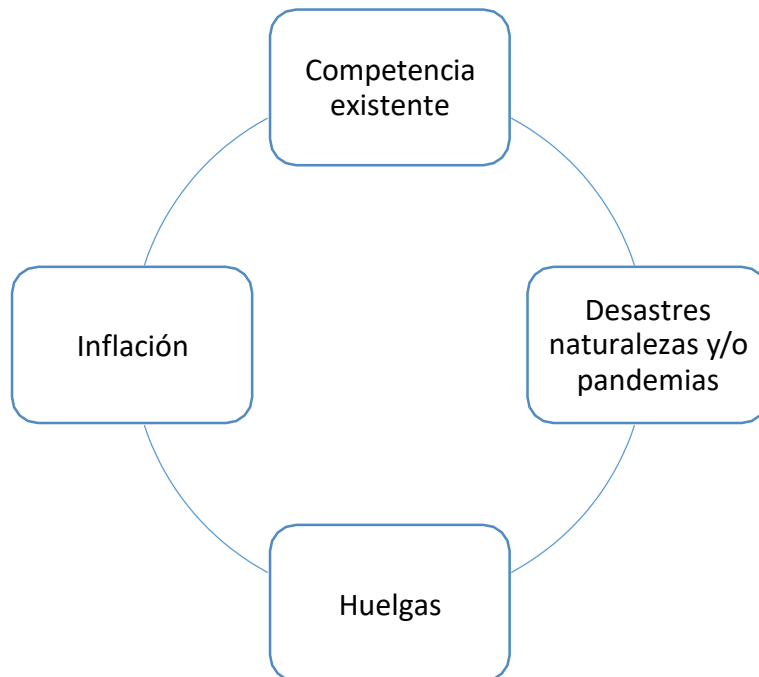 Competencia
existente
Inflación
Desastres
naturalezas y/o
pandemias
Huelgas